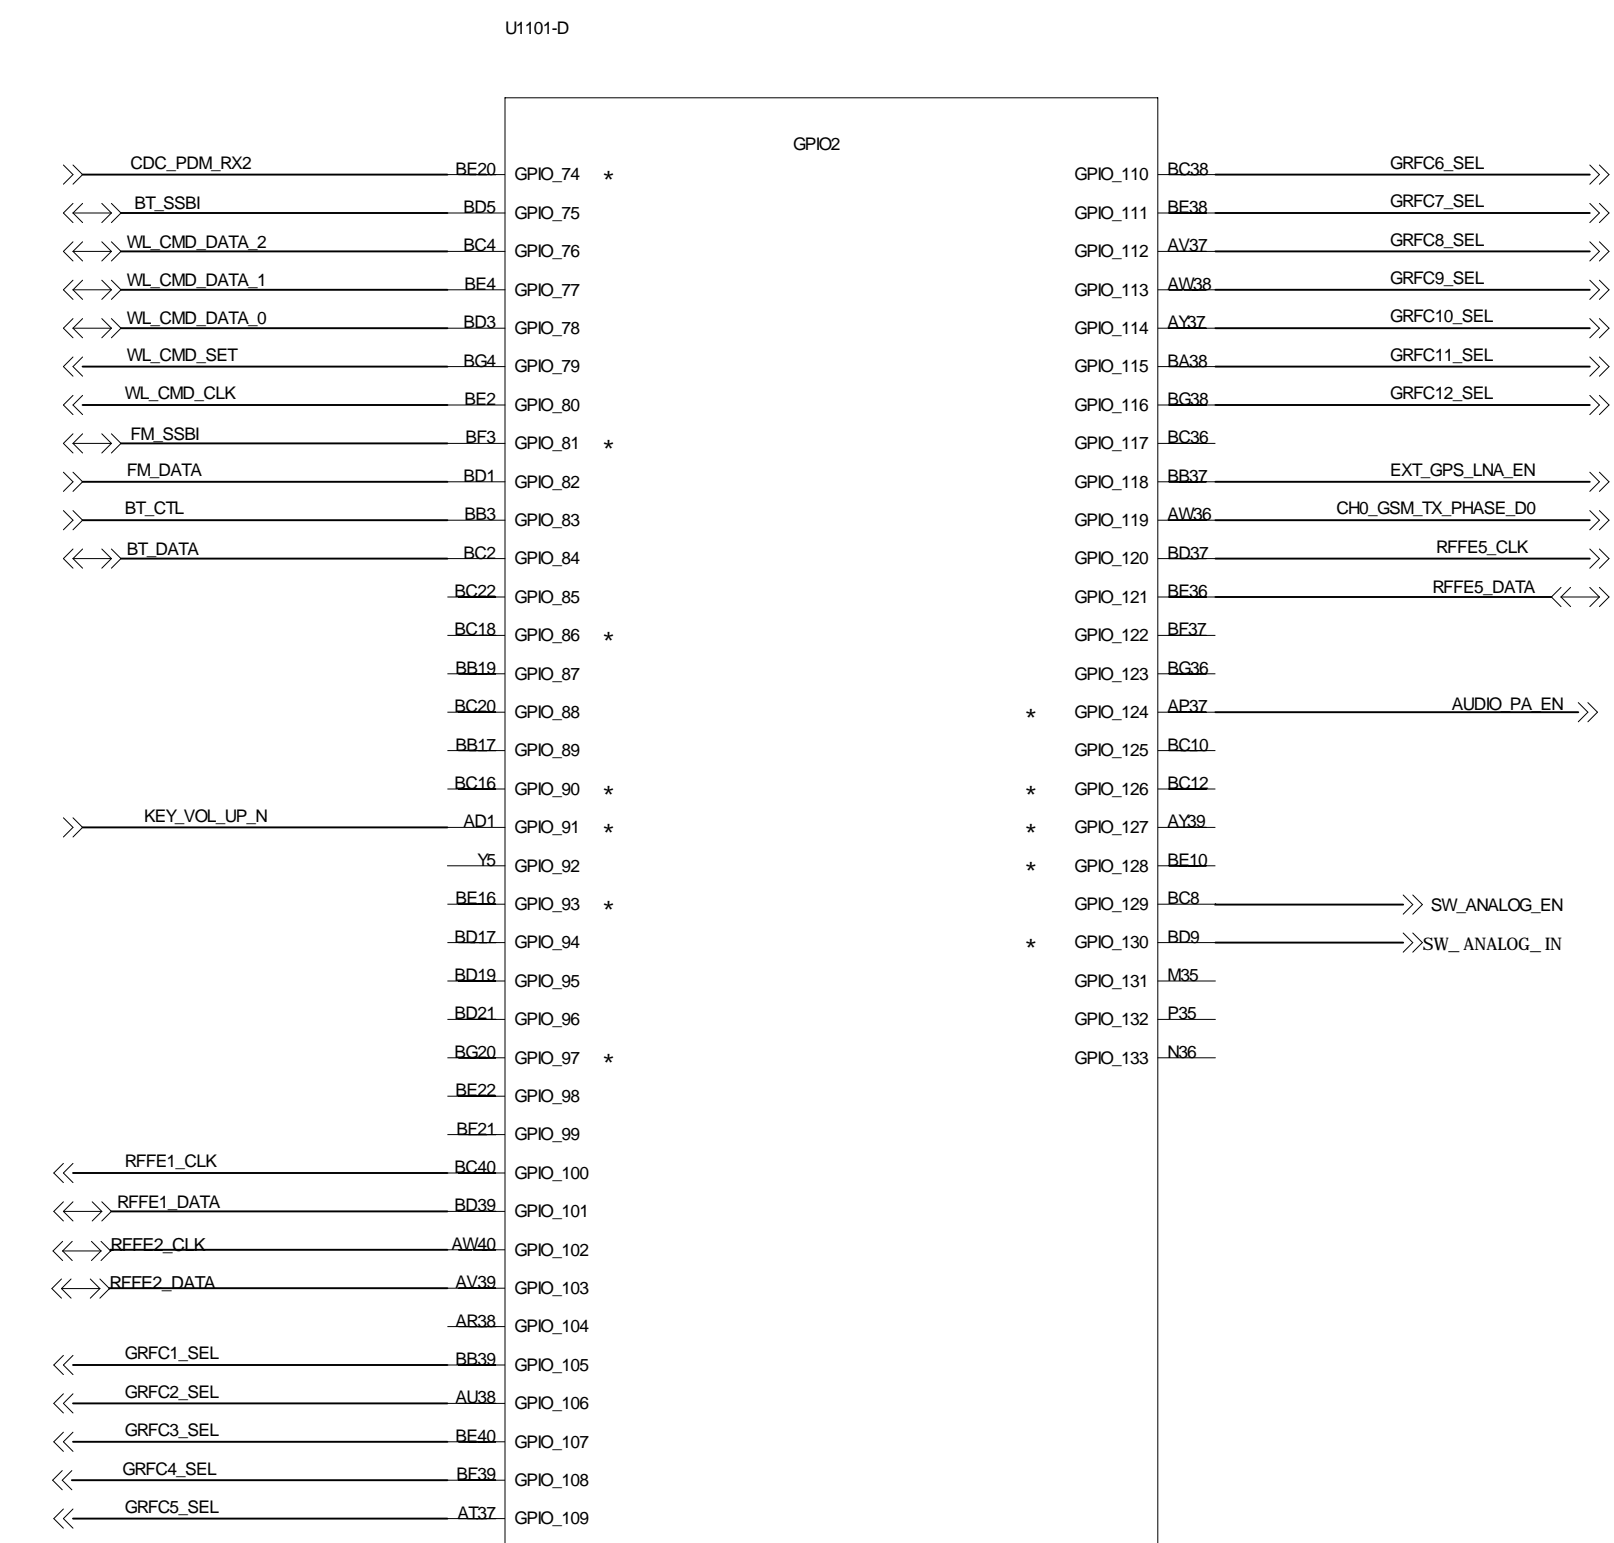 U1101-D
GPIO2
CDC_PDM_RX2 BE20 GPIO_74 *
BT_SSBI BD5 GPIO_75
WL_CMD_DATA_2 BC4 GPIO_76
WL_CMD_DATA_1 BE4 GPIO_77
WL_CMD_DATA_0 BD3 GPIO_78
WL_CMD_SET BG4 GPIO_79
WL_CMD_CLK BE2 GPIO_80
FM_SSBI BF3 GPIO_81 *
FM_DATA BD1 GPIO_82
BT_CTL BB3 GPIO_83
BT_DATA BC2 GPIO_84
BC22 GPIO_85
BC18 GPIO_86 *
BB19 GPIO_87
BC20 GPIO_88
BB17 GPIO_89
BC16 GPIO_90 *
KEY_VOL_UP_N AD1 GPIO_91 *
Y5 GPIO_92
BE16 GPIO_93 *
BD17 GPIO_94
BD19 GPIO_95
BD21 GPIO_96
BG20 GPIO_97 *
BE22 GPIO_98
BF21 GPIO_99
RFFE1_CLK BC40 GPIO_100
RFFE1_DATA BD39 GPIO_101
RFFE2_CLK AW40 GPIO_102
RFFE2_DATA AV39 GPIO_103
AR38 GPIO_104
GRFC1_SEL BB39 GPIO_105
GRFC2_SEL AU38 GPIO_106
GRFC3_SEL BE40 GPIO_107
GRFC4_SEL BF39 GPIO_108
GRFC5_SEL AT37 GPIO_109
GPIO_110 BC38 GRFC6_SEL
GPIO_111 BE38 GRFC7_SEL
GPIO_112 AV37 GRFC8_SEL
GPIO_113 AW38 GRFC9_SEL
GPIO_114 AY37 GRFC10_SEL
GPIO_115 BA38 GRFC11_SEL
GPIO_116 BG38 GRFC12_SEL
GPIO_117 BC36
GPIO_118 BB37 EXT_GPS_LNA_EN
GPIO_119 AW36 CH0_GSM_TX_PHASE_D0
GPIO_120 BD37 RFFE5_CLK
GPIO_121 BE36 RFFE5_DATA
GPIO_122 BF37
GPIO_123 BG36
* GPIO_124 AP37 AUDIO_PA_EN
GPIO_125 BC10
* GPIO_126 BC12
* GPIO_127 AY39
* GPIO_128 BE10
GPIO_129 BC8 SW_ANALOG_EN
* GPIO_130 BD9 SW_ANALOG_IN
GPIO_131 M35
GPIO_132 P35
GPIO_133 N36